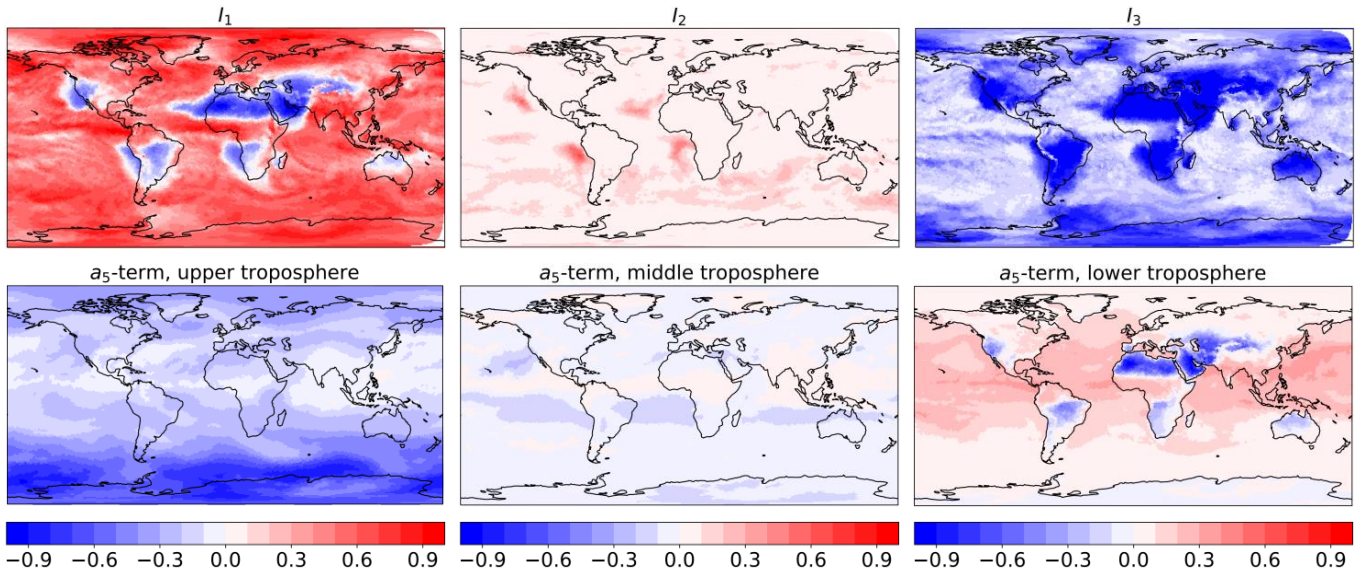 I₁ I₂ I₃
a₅-term, upper troposphere a₅-term, middle troposphere a₅-term, lower troposphere
−0.9 −0.6 −0.3 0.0 0.3 0.6 0.9 −0.9 −0.6 −0.3 0.0 0.3 0.6 0.9 −0.9 −0.6 −0.3 0.0 0.3 0.6 0.9